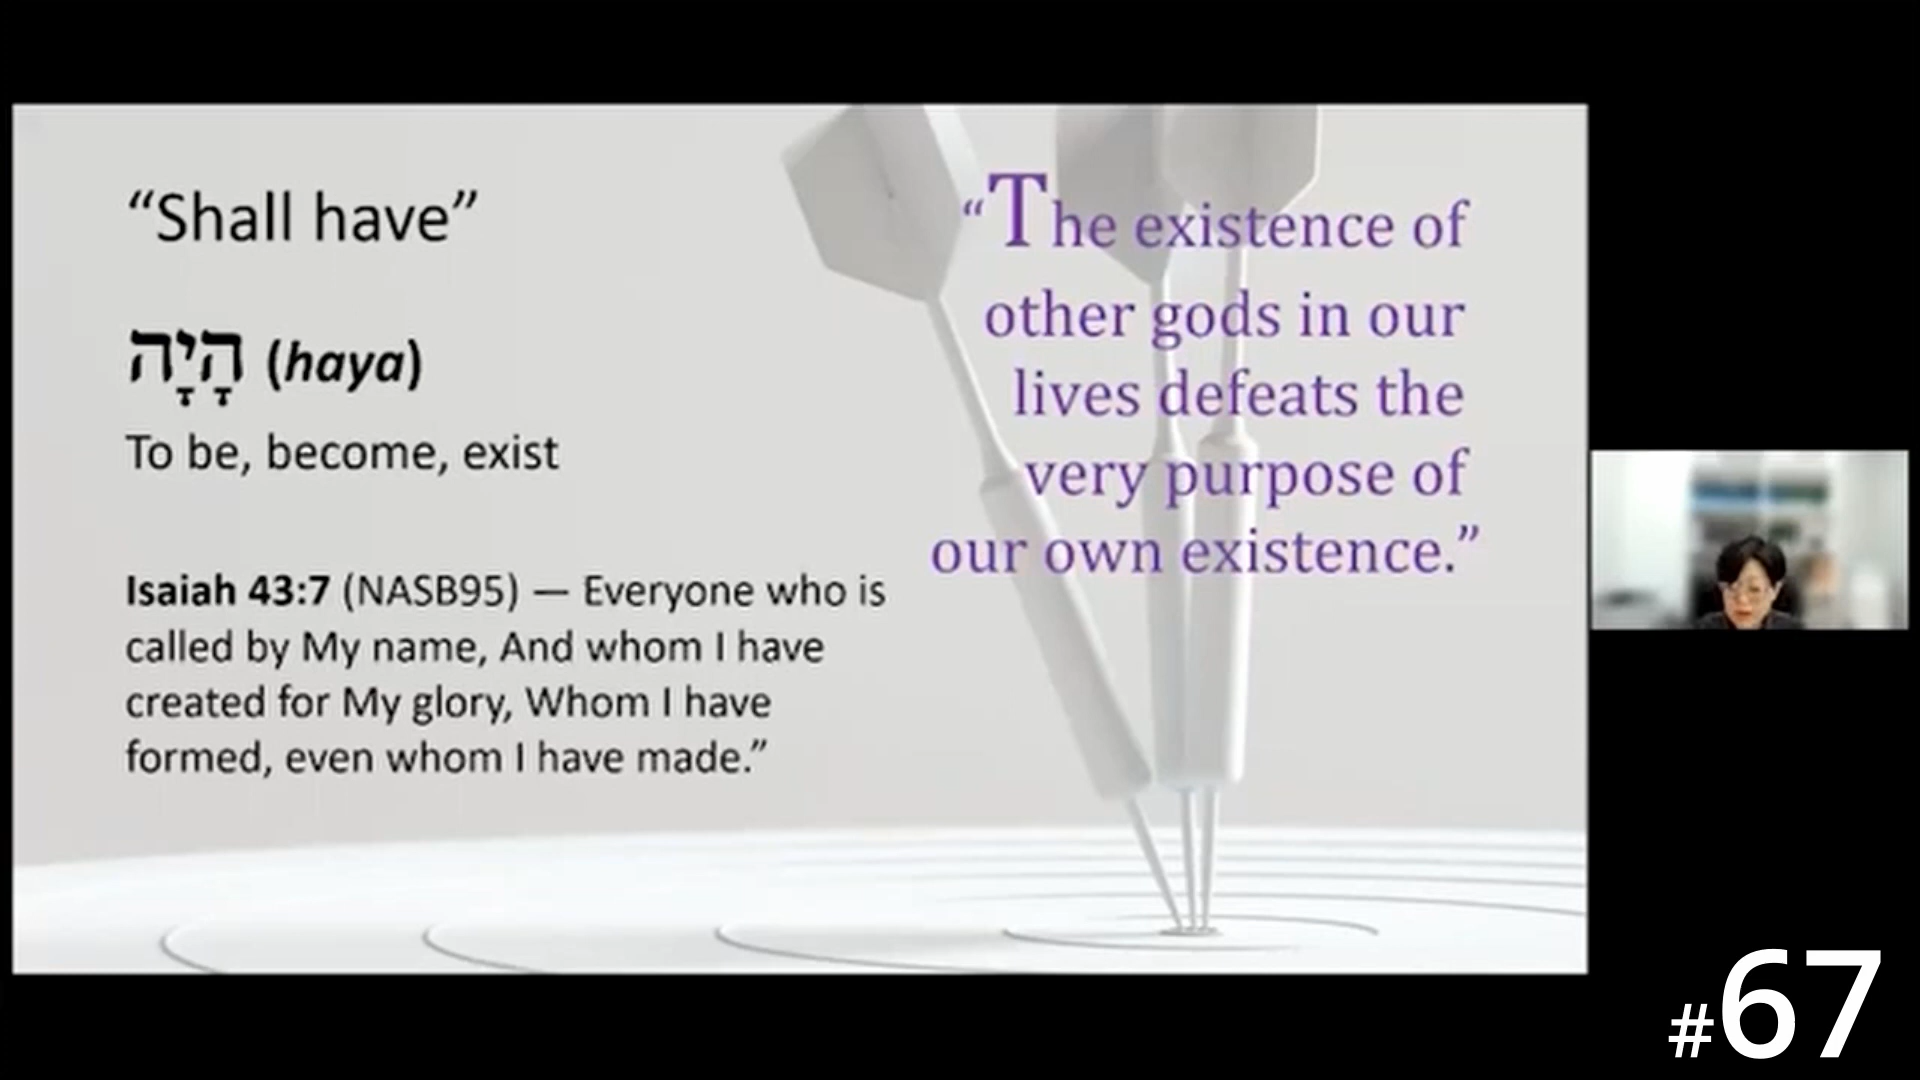 “Shall have”
הָיָה (haya)
To be, become, exist
Isaiah 43:7 (NASB95) — Everyone who is
called by My name, And whom I have
created for My glory, Whom I have
formed, even whom I have made.”
“The existence of
other gods in our
lives defeats the
very purpose of
our own existence.”
#67